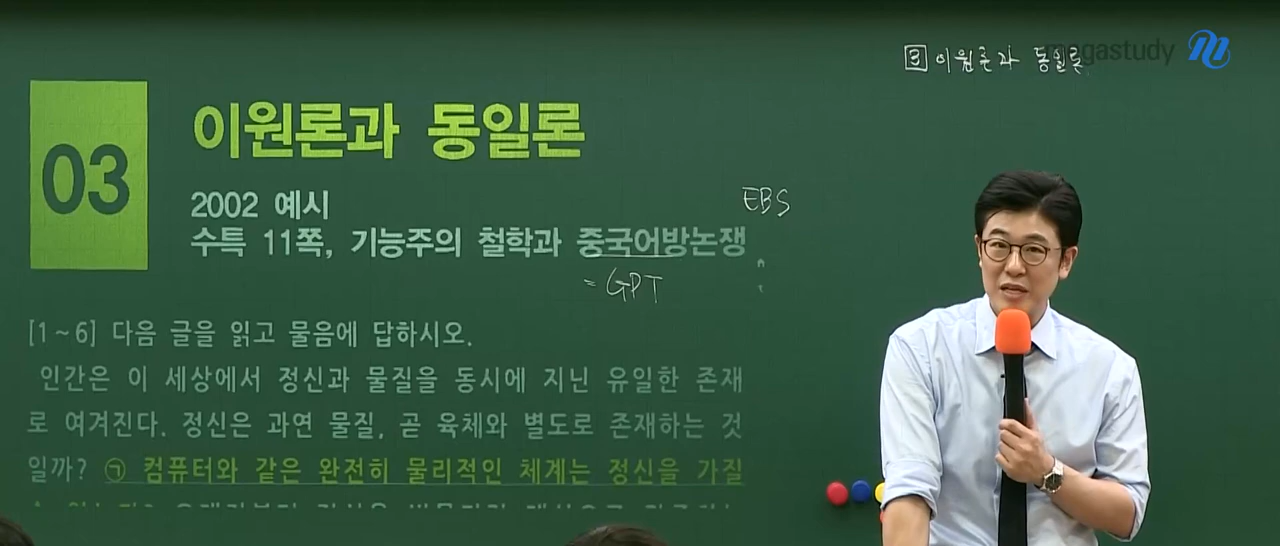 ③ 이원론과 동일론
megastudy
03
이원론과 동일론
2002 예시
EBS
수특 11쪽, 기능주의 철학과 중국어방논쟁
= GPT
[1~6] 다음 글을 읽고 물음에 답하시오.
인간은 이 세상에서 정신과 물질을 동시에 지닌 유일한 존재
로 여겨진다. 정신은 과연 물질, 곧 육체와 별도로 존재하는 것
일까? ㉠ 컴퓨터와 같은 완전히 물리적인 체계는 정신을 가질